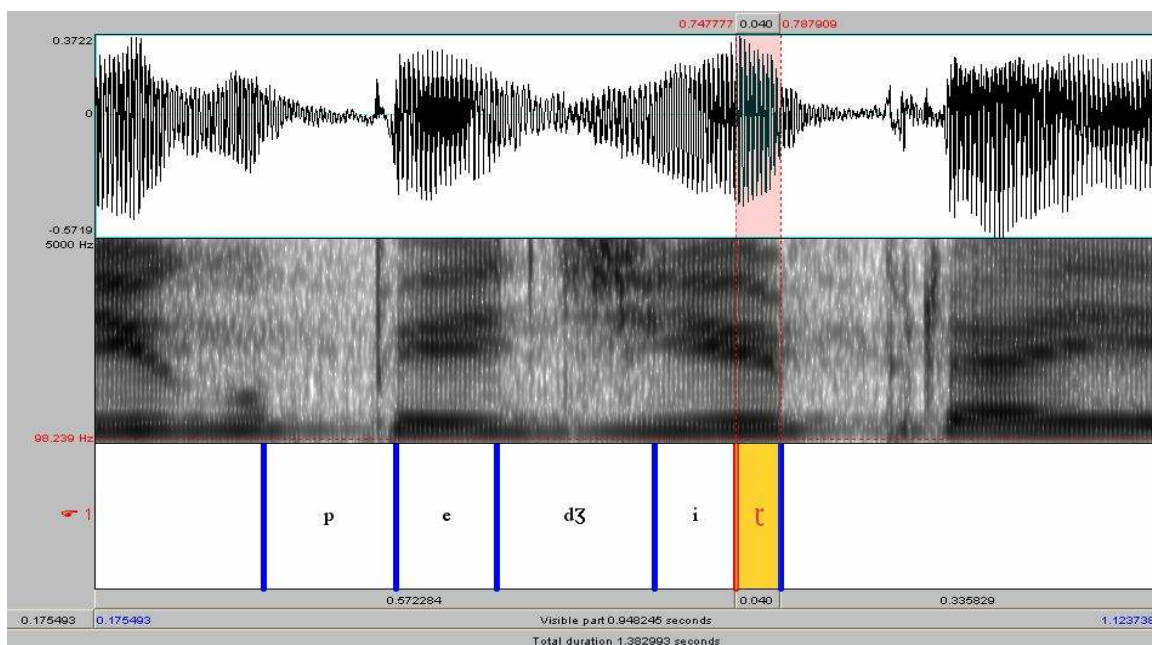 0.747777 0.040 0.787909
0.3722
0
-0.5719
5000 Hz
98.239 Hz
1
p e dʒ i ɽ
0.572284 0.040 0.335829
0.175493 0.175493 Visible part 0.948245 seconds 1.123738
Total duration 1.382993 seconds